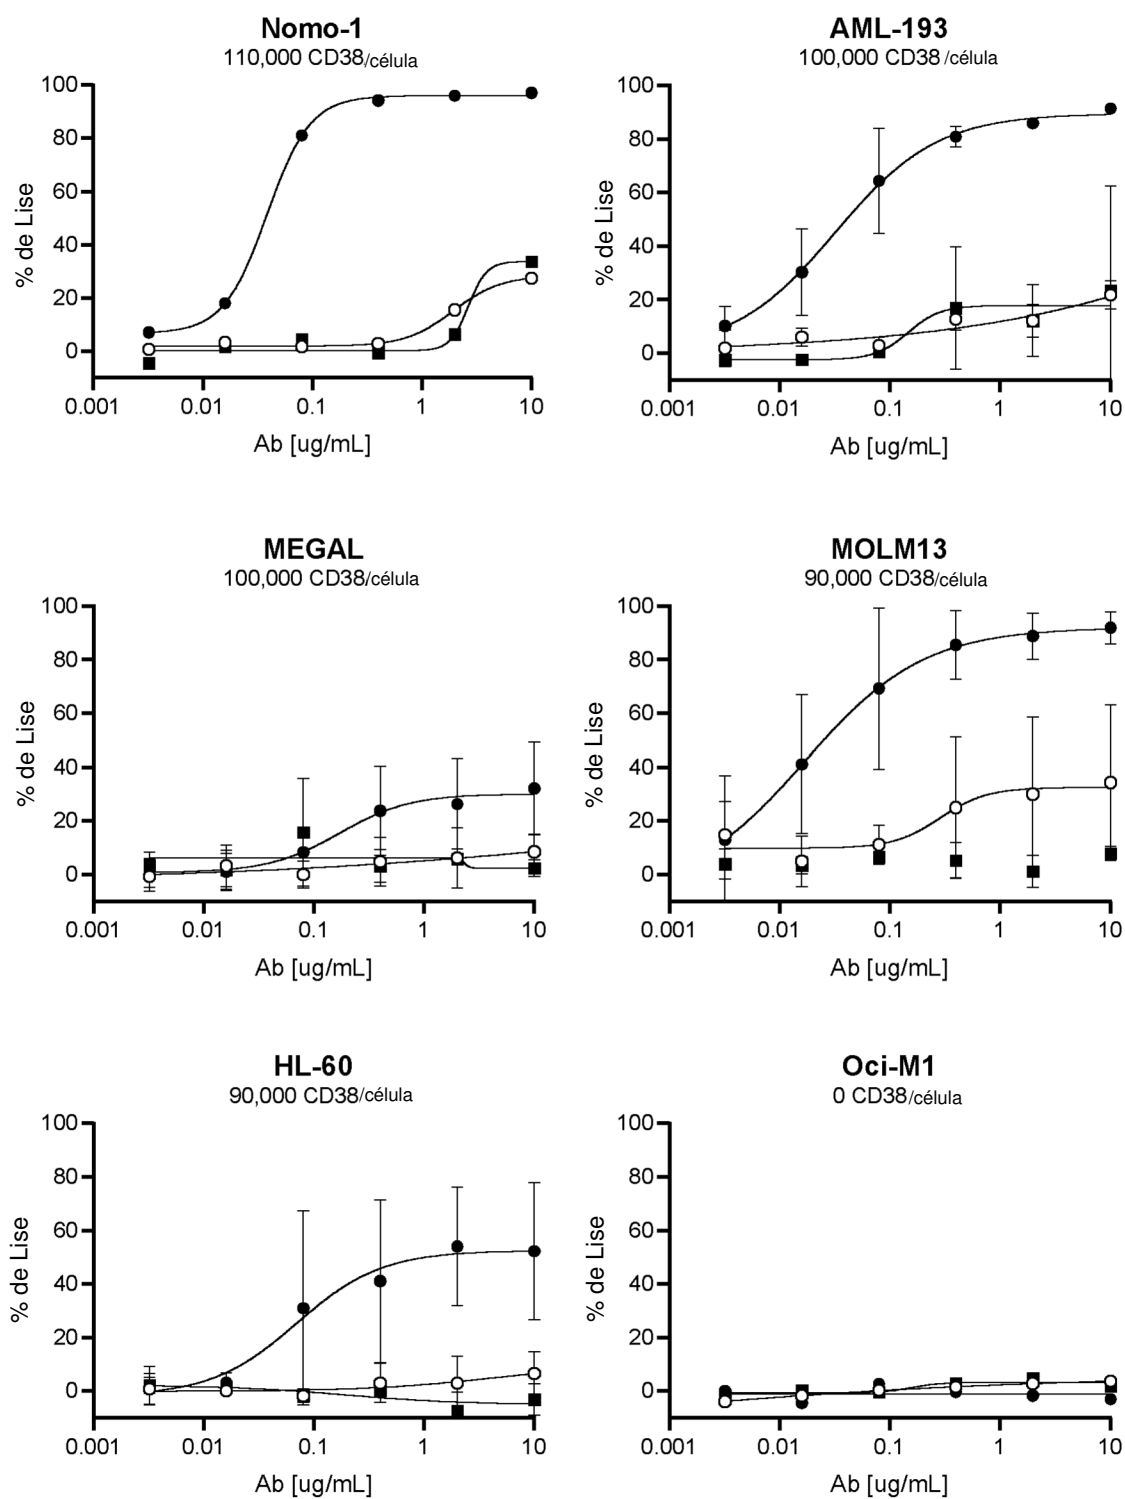 Nomo-1
110,000 CD38/célula
% de Lise
100
80
60
40
20
0
0.001 0.01 0.1 1 10
Ab [ug/mL]
AML-193
100,000 CD38/célula
% de Lise
100
80
60
40
20
0
0.001 0.01 0.1 1 10
Ab [ug/mL]
MEGAL
100,000 CD38/célula
% de Lise
100
80
60
40
20
0
0.001 0.01 0.1 1 10
Ab [ug/mL]
MOLM13
90,000 CD38/célula
% de Lise
100
80
60
40
20
0
0.001 0.01 0.1 1 10
Ab [ug/mL]
HL-60
90,000 CD38/célula
% de Lise
100
80
60
40
20
0
0.001 0.01 0.1 1 10
Ab [ug/mL]
Oci-M1
0 CD38/célula
% de Lise
100
80
60
40
20
0
0.001 0.01 0.1 1 10
Ab [ug/mL]